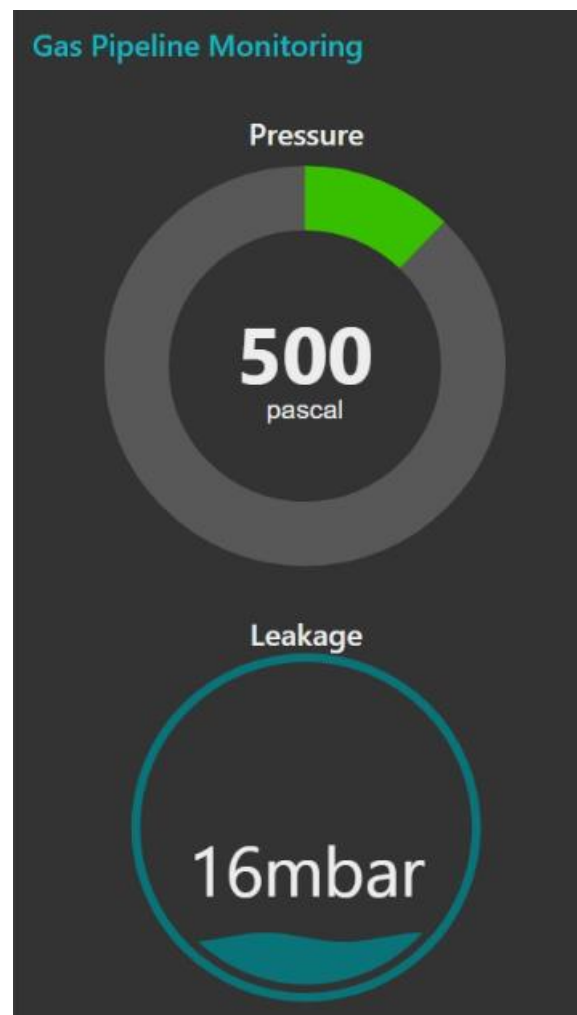 Gas Pipeline Monitoring
Pressure
500
pascal
Leakage
16mbar